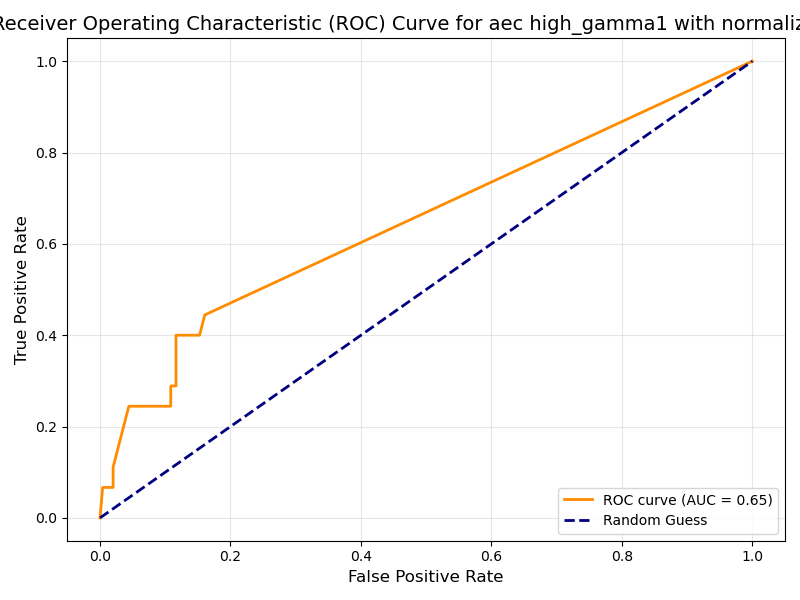 Receiver Operating Characteristic (ROC) Curve for aec high_gamma1 with
1.0
0.8
0.6
0.4
0.2
0.0
True Positive Rate
0.0 0.2 0.4 0.6 0.8 1.0
False Positive Rate
ROC curve (AUC = 0.65)
Random Guess